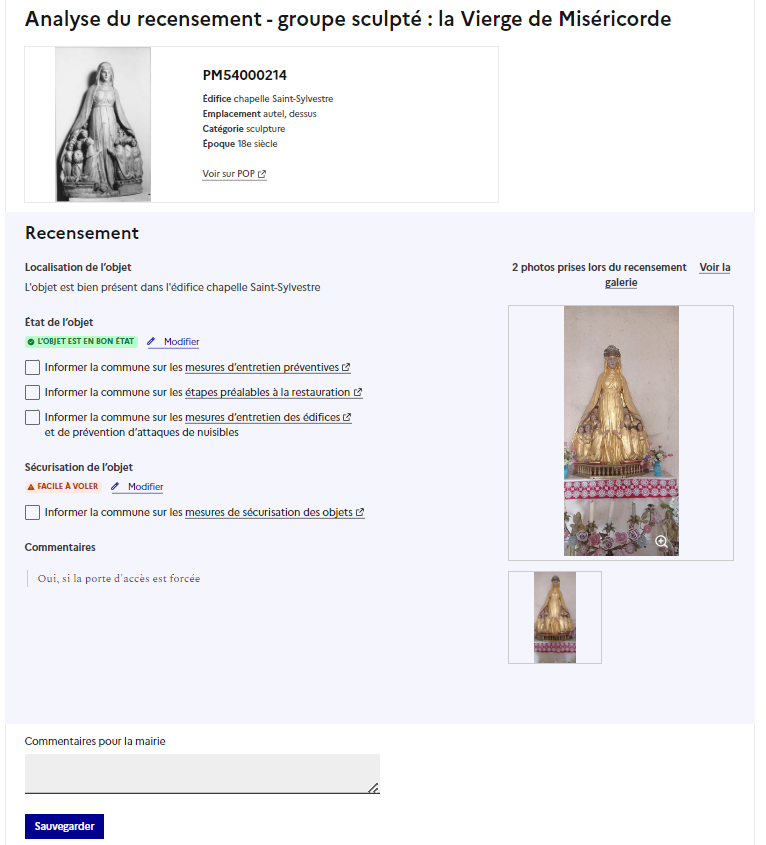 Analyse du recensement - groupe sculpté : la Vierge de Miséricorde
PM54000214
Édifice chapelle Saint-Sylvestre
Emplacement autel, dessus
Catégorie sculpture
Époque 18e siècle
Voir sur POP
Recensement
Localisation de l’objet
L'objet est bien présent dans l'édifice chapelle Saint-Sylvestre
État de l’objet
L'OBJET EST EN BON ÉTAT Modifier
Informer la commune sur les mesures d’entretien préventives
Informer la commune sur les étapes préalables à la restauration
Informer la commune sur les mesures d’entretien des édifices
et de prévention d’attaques de nuisibles
Sécurisation de l’objet
FACILE À VOLER Modifier
Informer la commune sur les mesures de sécurisation des objets
Commentaires
Oui, si la porte d'accès est forcée
2 photos prises lors du recensement Voir la
galerie
Commentaires pour la mairie
Sauvegarder